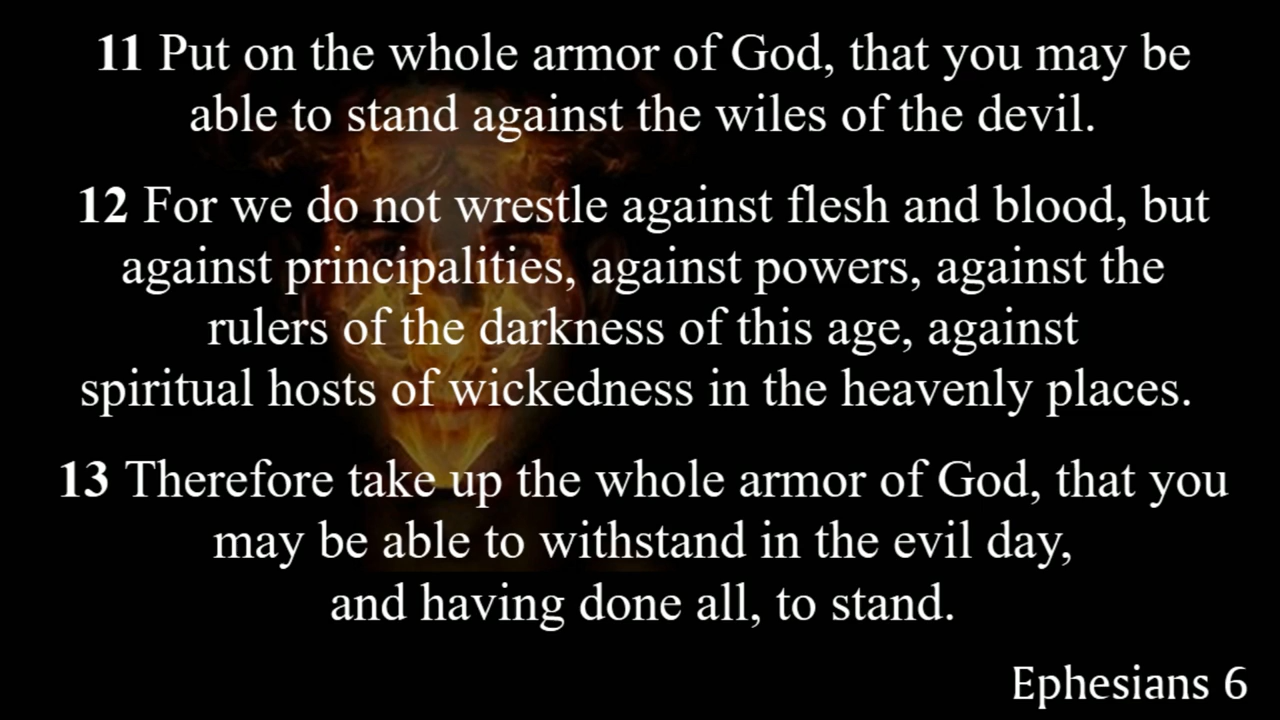 11 Put on the whole armor of God, that you may be
able to stand against the wiles of the devil.
12 For we do not wrestle against flesh and blood, but
against principalities, against powers, against the
rulers of the darkness of this age, against
spiritual hosts of wickedness in the heavenly places.
13 Therefore take up the whole armor of God, that you
may be able to withstand in the evil day,
and having done all, to stand.
Ephesians 6